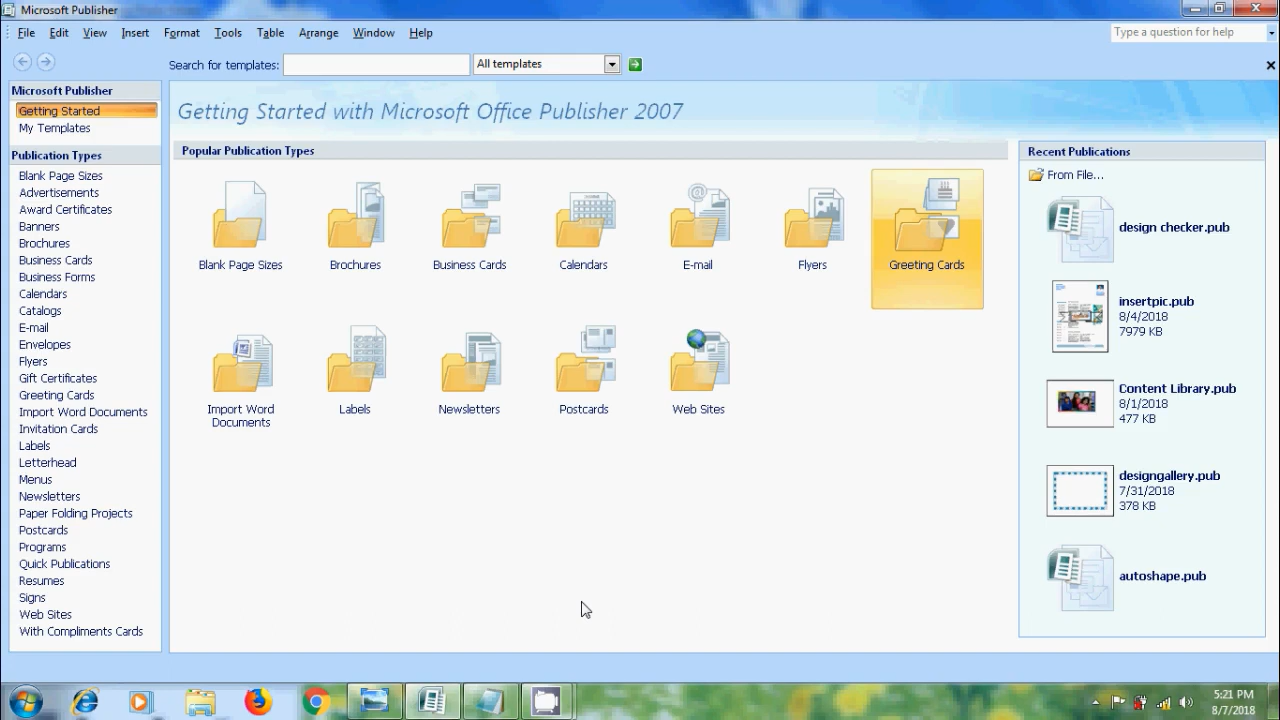 Microsoft Publisher
File Edit View Insert Format Tools Table Arrange Window Help
Type a question for help
Search for templates:
All templates
Microsoft Publisher
Getting Started
My Templates
Publication Types
Blank Page Sizes
Advertisements
Award Certificates
Banners
Brochures
Business Cards
Business Forms
Calendars
Catalogs
E-mail
Envelopes
Flyers
Gift Certificates
Greeting Cards
Import Word Documents
Invitation Cards
Labels
Letterhead
Menus
Newsletters
Paper Folding Projects
Postcards
Programs
Quick Publications
Resumes
Signs
Web Sites
With Compliments Cards
Getting Started with Microsoft Office Publisher 2007
Popular Publication Types
Blank Page Sizes
Brochures
Business Cards
Calendars
E-mail
Flyers
Greeting Cards
Import Word
Documents
Labels
Newsletters
Postcards
Web Sites
Recent Publications
From File...
design checker.pub
insertpic.pub
8/4/2018
7979 KB
Content Library.pub
8/1/2018
477 KB
designgallery.pub
7/31/2018
378 KB
autoshape.pub
5:21 PM
8/7/2018